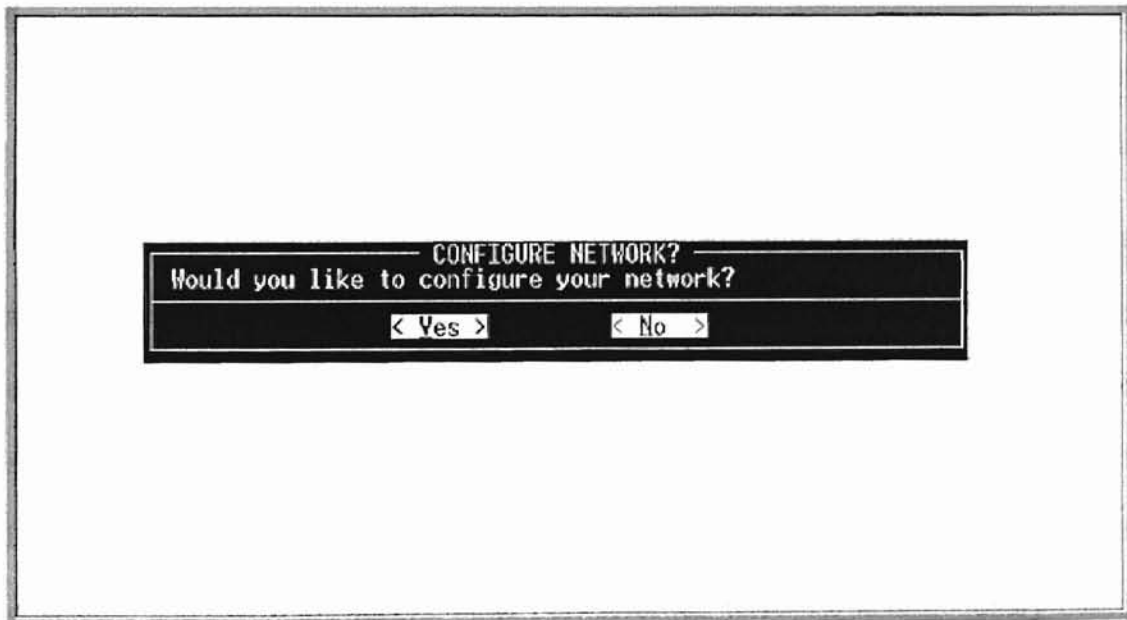 CONFIGURE NETWORK?
Would you like to configure your network?
< Yes > < No >